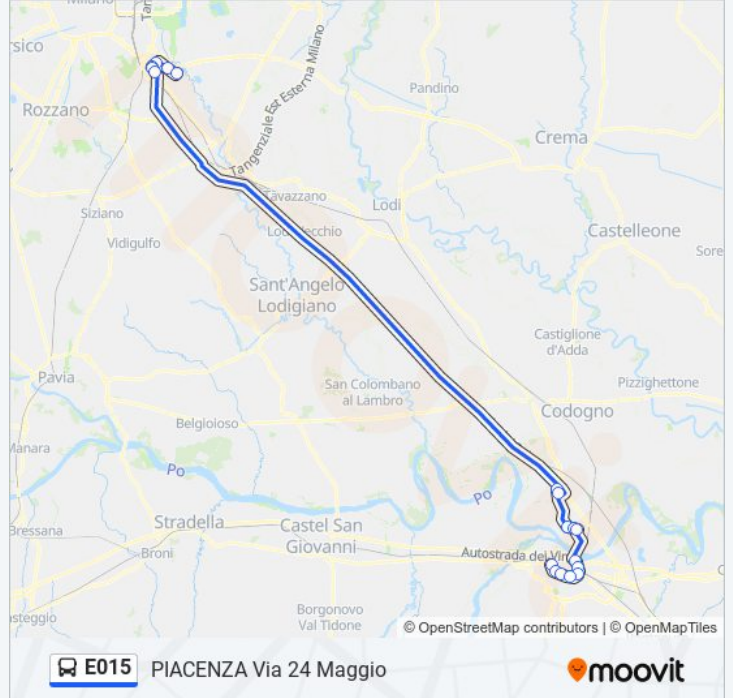 Milano
rsico
Tangenziale Est Esterna Milano
Rozzano
Pandino
Crema
Tavazzano
Lodi
Siziano
Vidigulfo
Castelleone
Sore
Sant'Angelo
Lodigiano
Castiglione
d'Adda
Pavia
San Colombano
al Lambro
Pizzighettone
Codogno
Belgioioso
Manara
Po
Po
Stradella
Castel San
Giovanni
Bressana
Broni
Autostrada dei Vin
asteggio
Borgonovo
Val Tidone
© OpenStreetMap contributors | © OpenMapTiles
E015 PIACENZA Via 24 Maggio
moovit